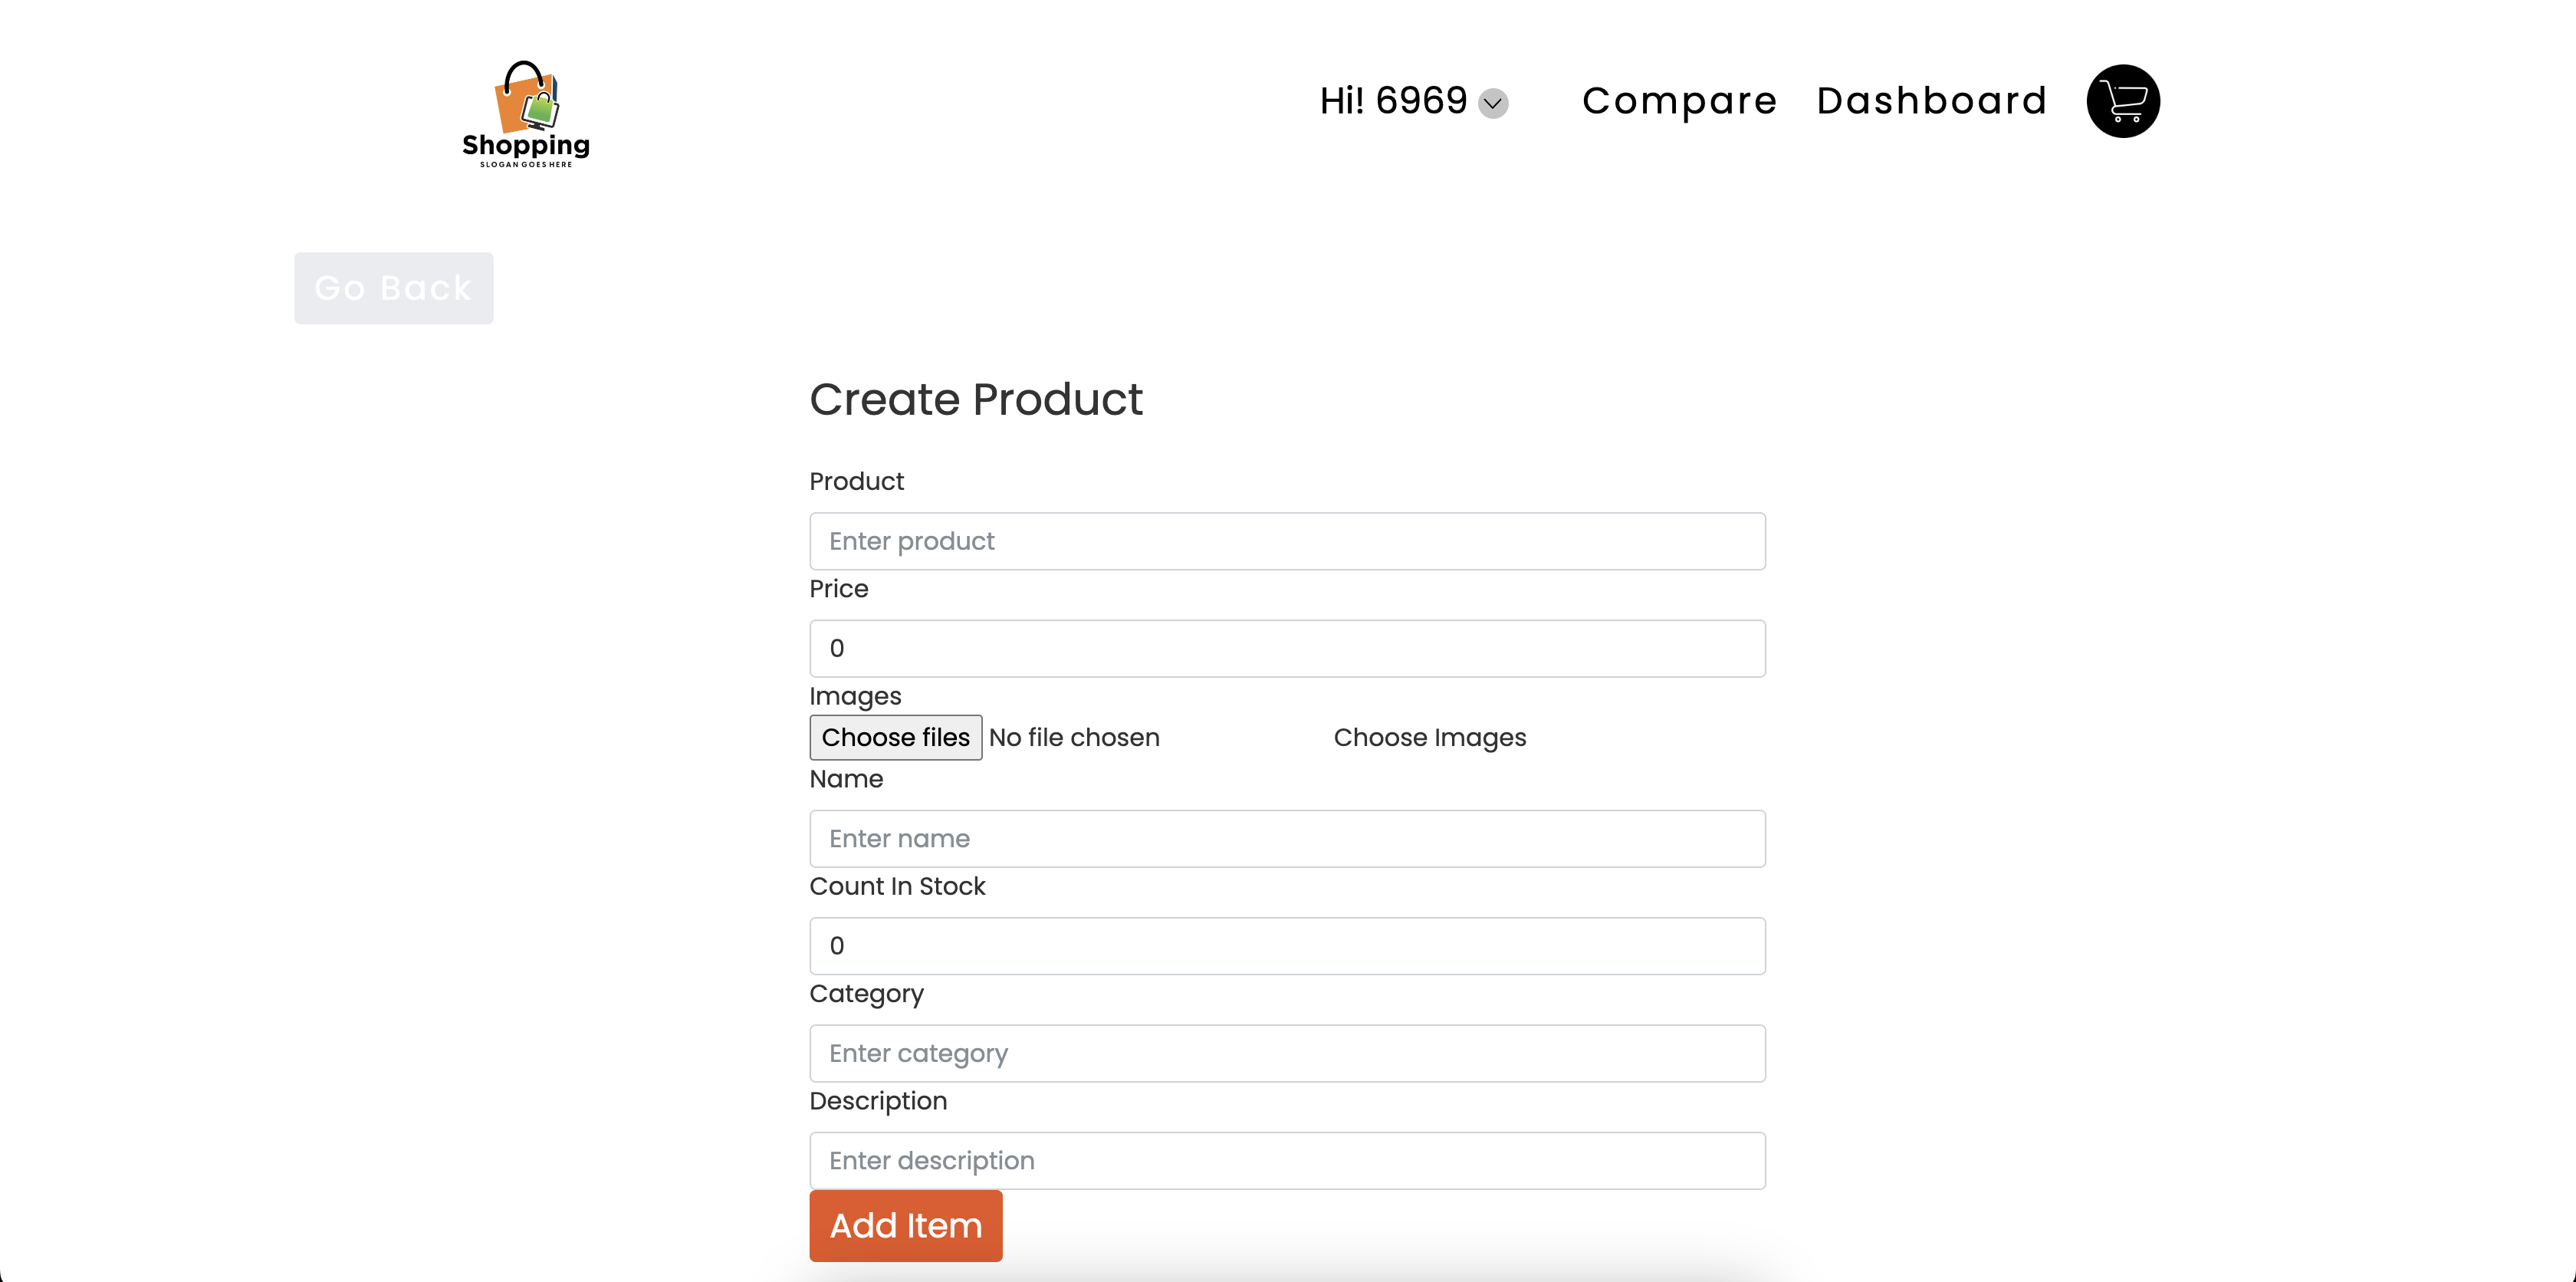 Shopping
SLOGAN GOES HERE
Hi! 6969 Compare Dashboard
Go Back
Create Product
Product
Enter product
Price
0
Images
Choose files No file chosen Choose Images
Name
Enter name
Count In Stock
0
Category
Enter category
Description
Enter description
Add Item